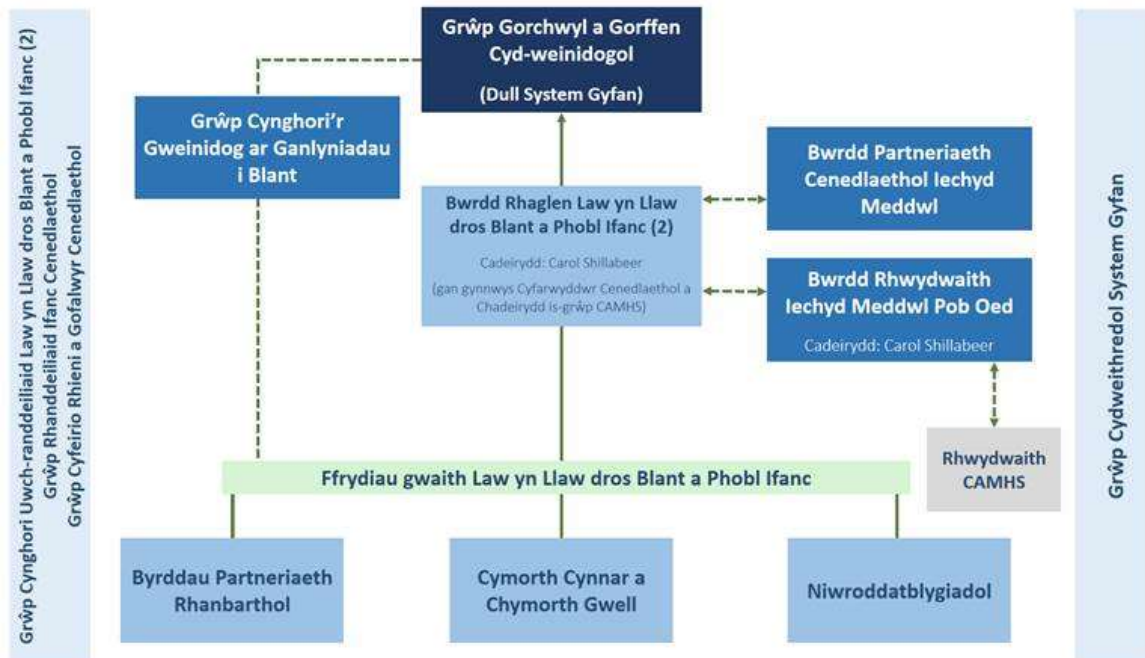 Grŵp Cynghori Uwch-randdeiliaid Law yn Llaw dros Blant a Phobl Ifanc (2)
Grŵp Rhanddeiliaid Ifanc Cenedlaethol
Grŵp Cyfeirio Rhieni a Gofalwyr Cenedlaethol
Grŵp Gorchwyl a Gorffen
Cyd-weinidogol
(Dull System Gyfan)
Grŵp Cynghori’r
Gweinidog ar Ganlyniadau
i Blant
Bwrdd Rhaglen Law yn Llaw
dros Blant a Phobl Ifanc (2)
Cadeirydd: Carol Shillabeer
(gan gynnwys Cyfarwyddwr Cenedlaethol a
Chadeirydd is-grŵp CAMHS)
Bwrdd Partneriaeth
Cenedlaethol Iechyd
Meddwl
Bwrdd Rhwydwaith
Iechyd Meddwl Pob Oed
Cadeirydd: Carol Shillabeer
Rhwydwaith
CAMHS
Ffrydiau gwaith Law yn Llaw dros Blant a Phobl Ifanc
Byrddau Partneriaeth
Rhanbarthol
Cymorth Cynnar a
Chymorth Gwell
Niwroddatblygiadol
Grŵp Cydweithredol System Gyfan